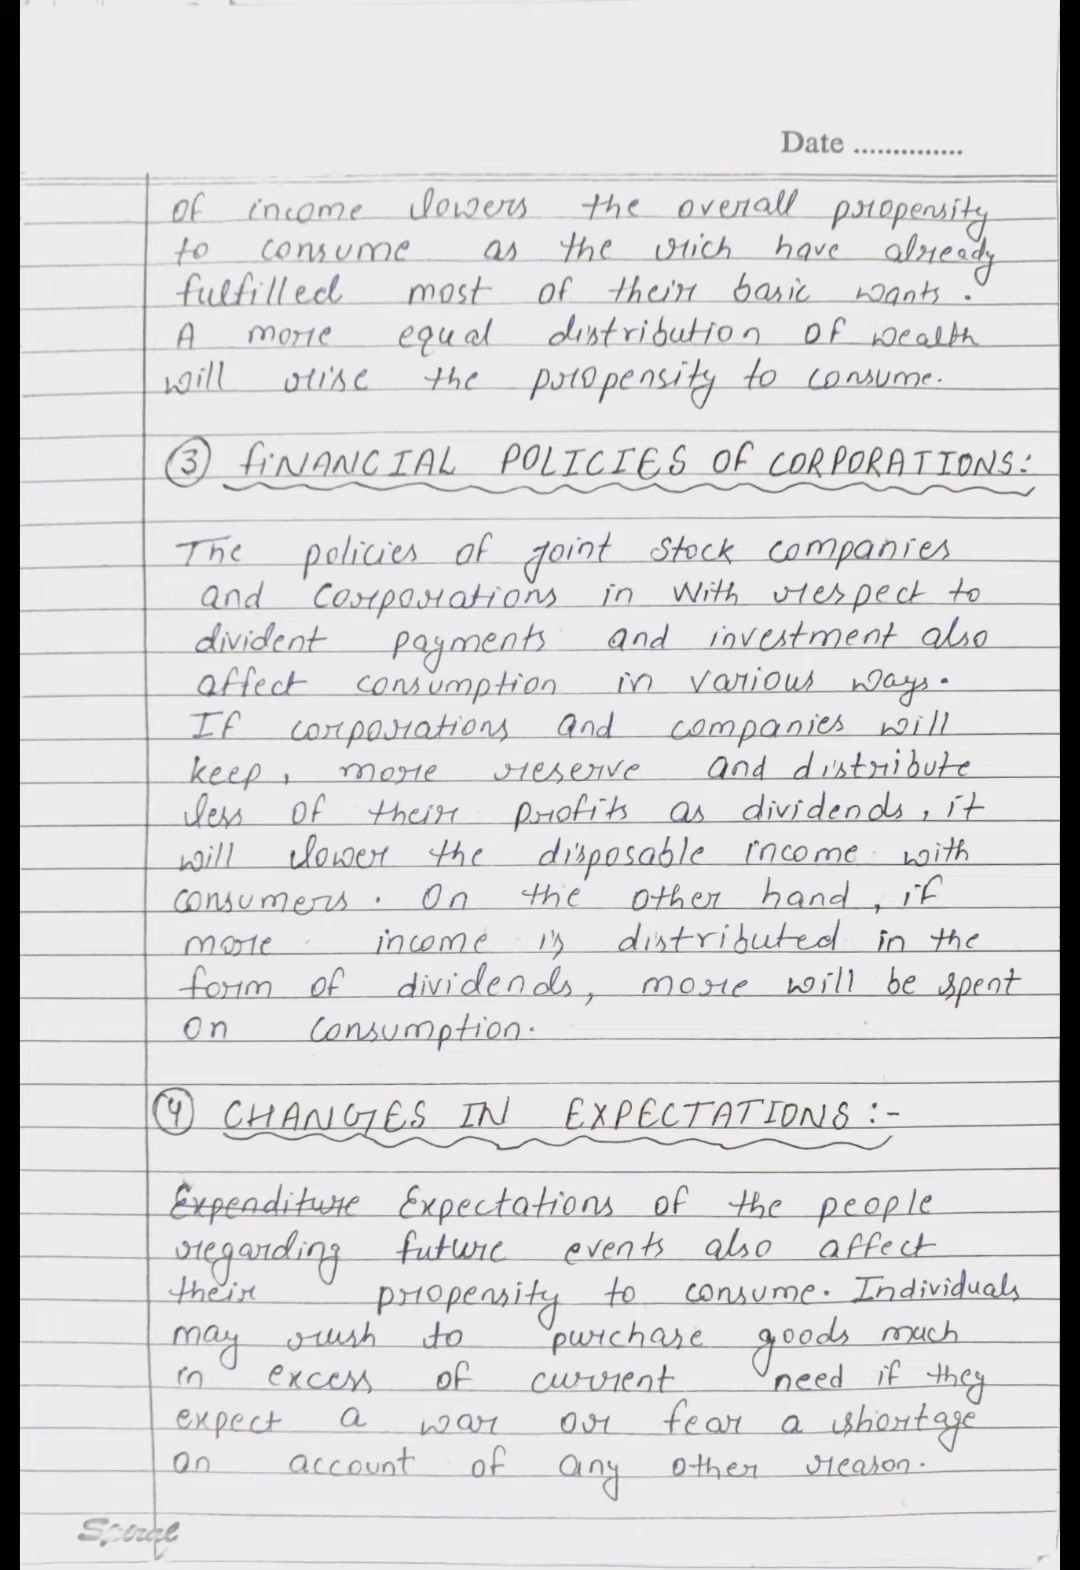 Date ..............
of income lowers the overall propensity
to consume as the rich have already
fulfilled most of their basic wants.
A more equal distribution of wealth
will rise the propensity to consume.
③ FINANCIAL POLICIES OF CORPORATIONS:
The policies of joint stock companies
and corporations in with respect to
divident payments and investment also
affect consumption in various ways.
If corporations and companies will
keep, more reserve and distribute
less of their profits as dividends, it
will lower the disposable income with
consumers. On the other hand, if
more income is distributed in the
form of dividends, more will be spent
on consumption.
④ CHANGES IN EXPECTATIONS :-
Expenditure Expectations of the people
regarding future events also affect
their propensity to consume. Individuals
may rush to purchase goods much
in excess of current need if they
expect a war or fear a shortage
on account of any other reason.
Spiral